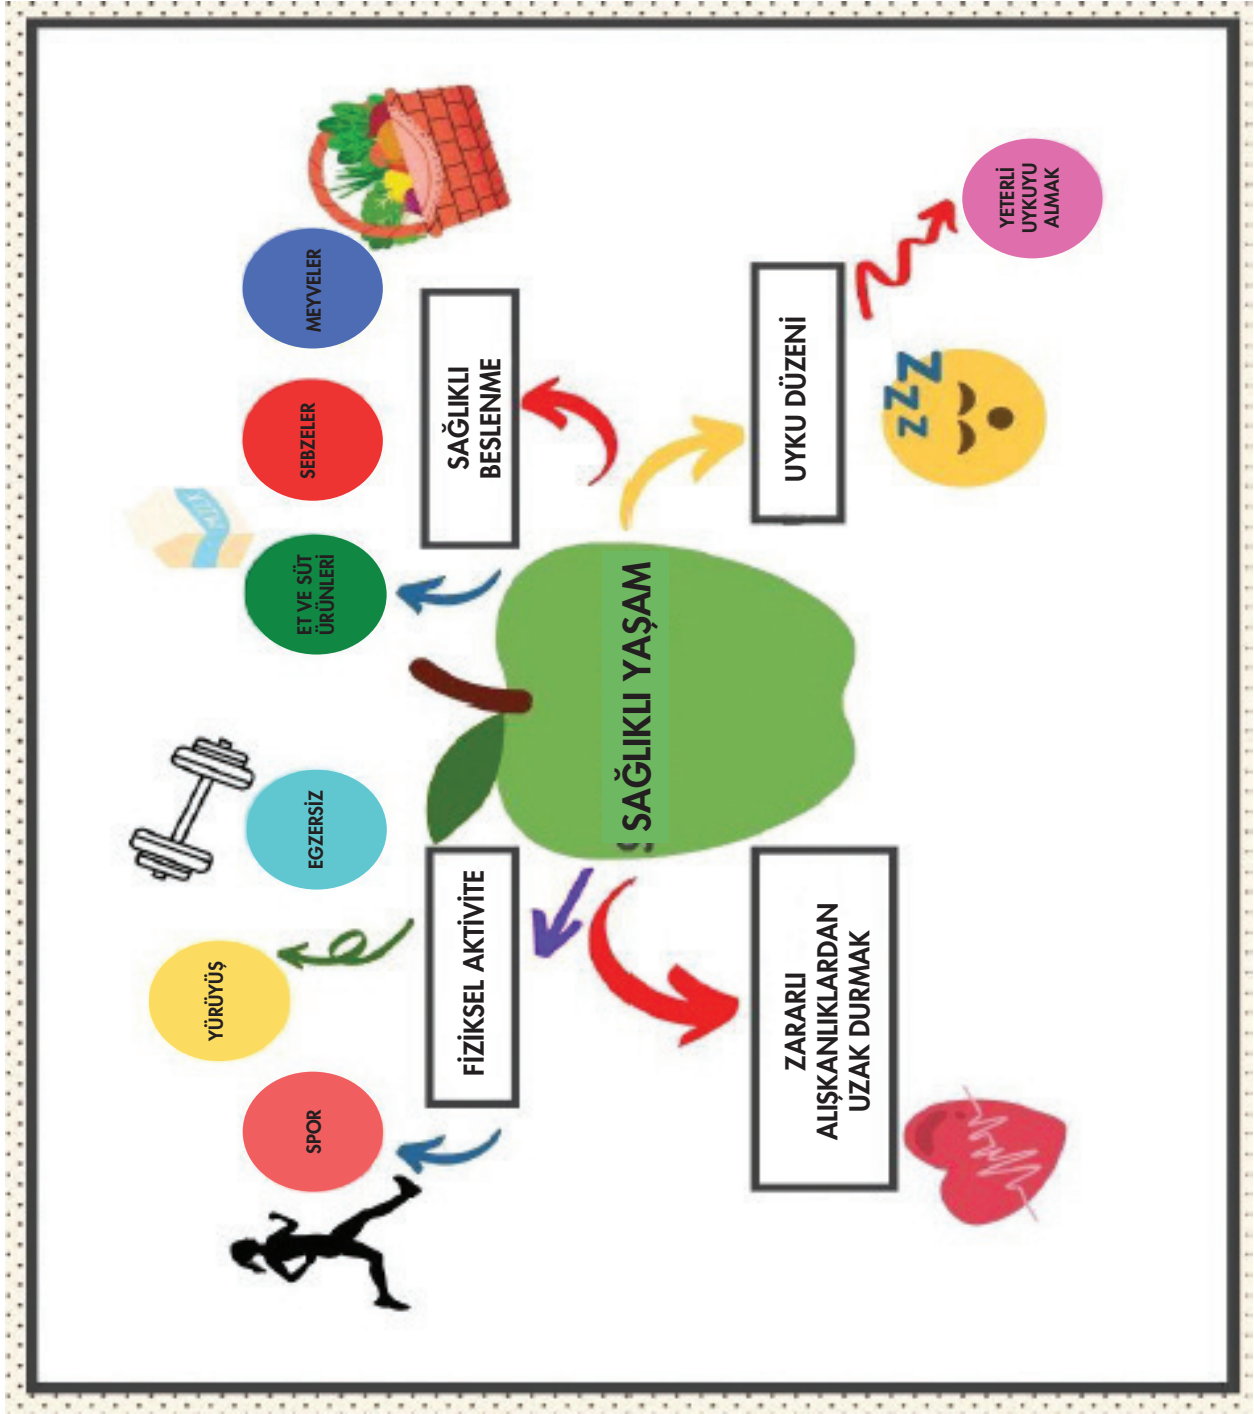 SPOR
YÜRÜYÜŞ
EGZERSİZ
ET VE SÜT
ÜRÜNLERİ
SEBZELER
MEYVELER
FİZİKSEL AKTİVİTE
SAĞLIKLI
BESLENME
SAĞLIKLI YAŞAM
ZARARLI
ALIŞKANLIKLARDAN
UZAK DURMAK
UYKU DÜZENİ
ZZZ
YETERLİ
UYKUYU
ALMAK